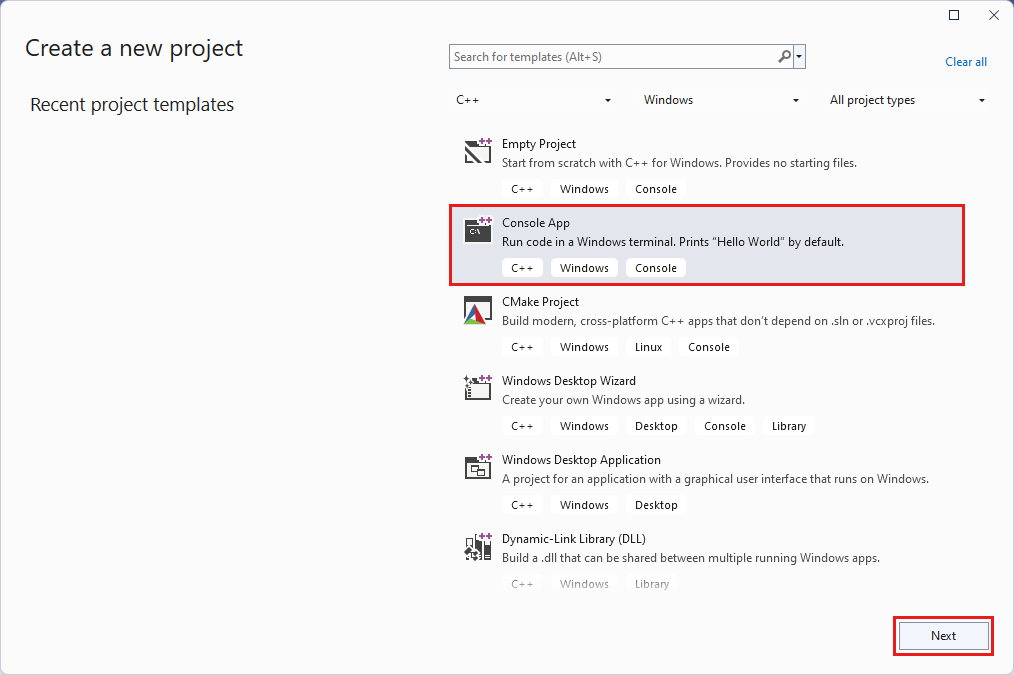 Create a new project
Search for templates (Alt+S)
Clear all
Recent project templates
C++ Windows All project types
Empty Project
Start from scratch with C++ for Windows. Provides no starting files.
C++ Windows Console
C:\
Console App
Run code in a Windows terminal. Prints "Hello World" by default.
C++ Windows Console
CMake Project
Build modern, cross-platform C++ apps that don't depend on .sln or .vcxproj files.
C++ Windows Linux Console
Windows Desktop Wizard
Create your own Windows app using a wizard.
C++ Windows Desktop Console Library
Windows Desktop Application
A project for an application with a graphical user interface that runs on Windows.
C++ Windows Desktop
Dynamic-Link Library (DLL)
Build a .dll that can be shared between multiple running Windows apps.
C++ Windows Library
Next